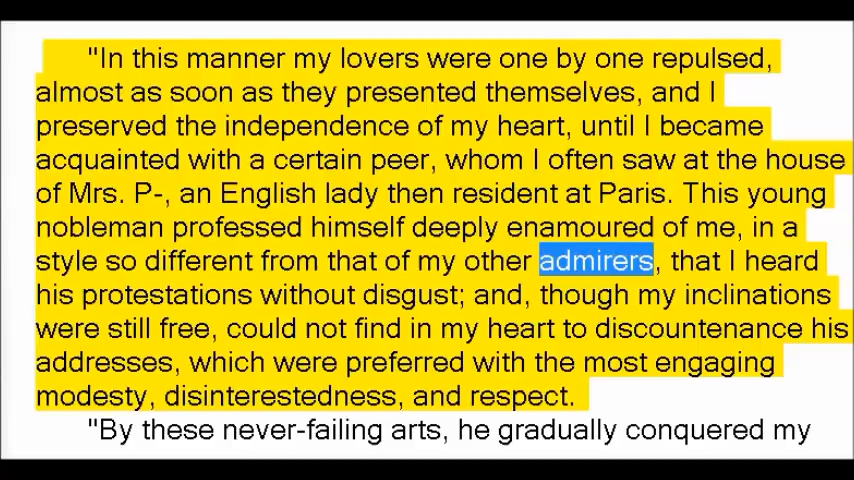 "In this manner my lovers were one by one repulsed,
almost as soon as they presented themselves, and I
preserved the independence of my heart, until I became
acquainted with a certain peer, whom I often saw at the house
of Mrs. P-, an English lady then resident at Paris. This young
nobleman professed himself deeply enamoured of me, in a
style so different from that of my other admirers, that I heard
his protestations without disgust; and, though my inclinations
were still free, could not find in my heart to discountenance his
addresses, which were preferred with the most engaging
modesty, disinterestedness, and respect.
"By these never-failing arts, he gradually conquered my